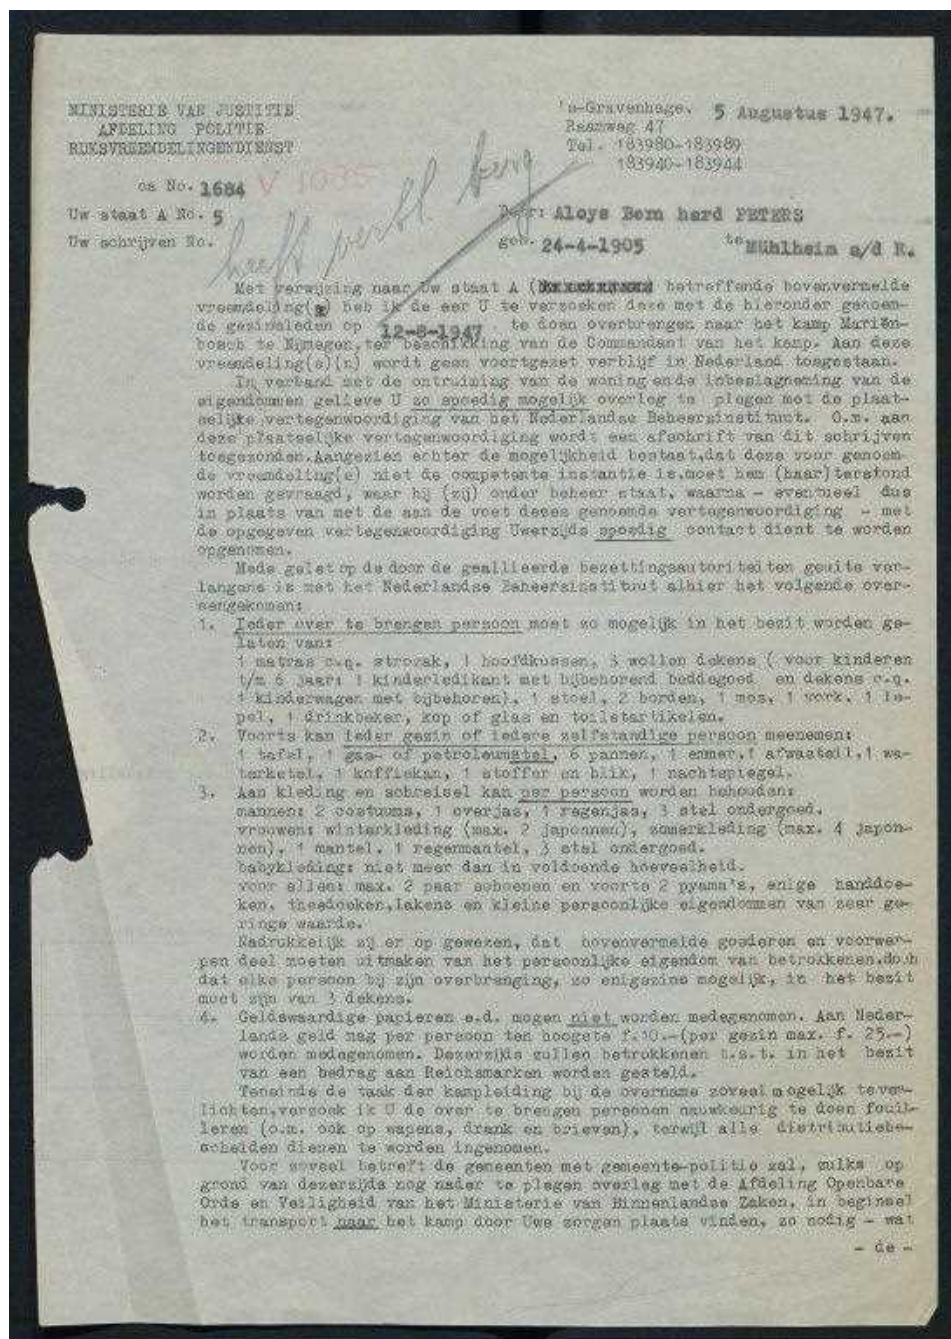 MINISTERIE VAN JUSTITIE
AFDELING POLITIE
RIJKSVREEMDELINGENDIENST
's-Gravenhage. 5 Augustus 1947.
Raamweg 47
Tel. 183980-183989
183940-183944
os No. 1684 V 1035
Uw staat A No. 5
Uw schrijven No.
heeft verbl berg
Betr: Aloys Bern hard PETERS
geb. 24-4-1905 te Mühlheim a/d R.
Met verwijzing naar Uw staat A ( ) betreffende bovenvermelde
vreemdeling( ) heb ik de eer U te verzoeken deze met de hieronder genoem-
de gezinsleden op 12-8-1947 te doen overbrengen naar het kamp Mariën-
bosch te Nijmegen,ter beschikking van de Commandant van het kamp. Aan deze
vreemdeling(e)(n) wordt geen voortgezet verblijf in Nederland toegestaan.
In verband met de ontruiming van de woning en de inbeslagneming van de
eigendommen gelieve U zo spoedig mogelijk overleg te plegen met de plaat-
selijke vertegenwoordiging van het Nederlandse Beheersinstituut. O.m. aan
deze plaatselijke vertegenwoordiging wordt een afschrift van dit schrijven
toegezonden.Aangezien echter de mogelijkheid bestaat,dat deze voor genoem-
de vreemdeling(e) niet de competente instantie is,moet hem (haar)terstond
worden gevraagd, waar hij (zij) onder beheer staat, waarna - eventueel dus
in plaats van met de aan de voet dezes genoemde vertegenwoordiging - met
de opgegeven vertegenwoordiging Uwerzijds spoedig contact dient te worden
opgenomen.
Mede gelet op de door de geallieerde bezettingsautoriteiten geuite ver-
langens is met het Nederlandse Beheersinstituut alhier het volgende over-
eengekomen:
1. Ieder over te brengen persoon moet zo mogelijk in het bezit worden ge-
laten van:
1 matras c.q. strozak, 1 hoofdkussen, 3 wollen dekens ( voor kinderen
t/m 6 jaar: 1 kinderledikant met bijbehorend beddegoed en dekens c.q.
1 kinderwagen met bijbehoren), 1 stoel, 2 borden, 1 mes, 1 vork, 1 le-
pel, 1 drinkbeker, kop of glas en toiletartikelen.
2. Voorts kan ieder gezin of iedere zelfstandige persoon meenemen:
1 tafel, 1 gas- of petroleumstel, 6 pannen, 1 emmer,1 afwasteil,1 wa-
terketel, 1 koffiekan, 1 stoffer en blik, 1 nachtspiegel.
3. Aan kleding en schoeisel kan per persoon worden behouden:
mannen: 2 costuums, 1 overjas, 1 regenjas, 3 stel ondergoed.
vrouwen: winterkleding (max. 2 japonnen), zomerkleding (max. 4 japon-
nen), 1 mantel, 1 regenmantel, 3 stel ondergoed.
babykleding: niet meer dan in voldoende hoeveelheid.
voor allen: max. 2 paar schoenen en voorts 2 pyama's, enige handdoe-
ken, theedoeken,lakens en kleine persoonlijke eigendommen van zeer ge-
ringe waarde.
Nadrukkelijk zij er op gewezen, dat bovenvermelde goederen en voorwer-
pen deel moeten uitmaken van het persoonlijke eigendom van betrokkenen,doch
dat elke persoon bij zijn overbrenging, zo enigszins mogelijk, in het bezit
moet zijn van 3 dekens.
4. Geldswaardige papieren e.d. mogen niet worden medegenomen. Aan Neder-
lands geld mag per persoon ten hoogste f.10.-(per gezin max. f. 25.-)
worden medegenomen. Dezerzijds zullen betrokkenen t.z.t. in het bezit
van een bedrag aan Reichsmarken worden gesteld.
Teneinde de taak der kampleiding bij de overname zoveel mogelijk te ver-
lichten,verzoek ik U de over te brengen personen nauwkeurig te doen fouil-
leren (o.m. ook op wapens, drank en brieven), terwijl alle distributiebe-
scheiden dienen te worden ingenomen.
Voor zoveel betreft de gemeenten met gemeente-politie zal, zulks op
grond van dezerzijds nog nader te plegen overleg met de Afdeling Openbare
Orde en Veiligheid van het Ministerie van Binnenlandse Zaken, in beginsel
het transport naar het kamp door Uwe zorgen plaats vinden, zo nodig - wat
- de -